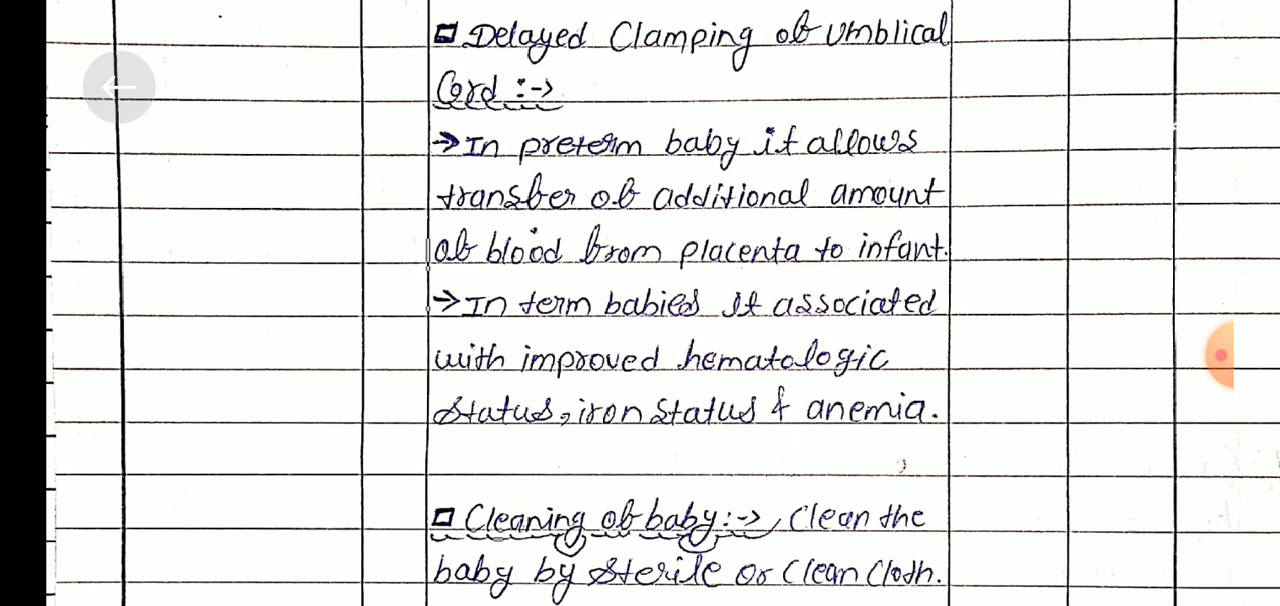 □ Delayed Clamping of Umblical
Cord :->
-> In preterm baby it allows
transfer of additional amount
of blood from placenta to infant.
-> In term babies It associated
with improved hematologic
Status, iron status & anemia.
□ Cleaning of baby :-> , Clean the
baby by sterile or clean cloth.